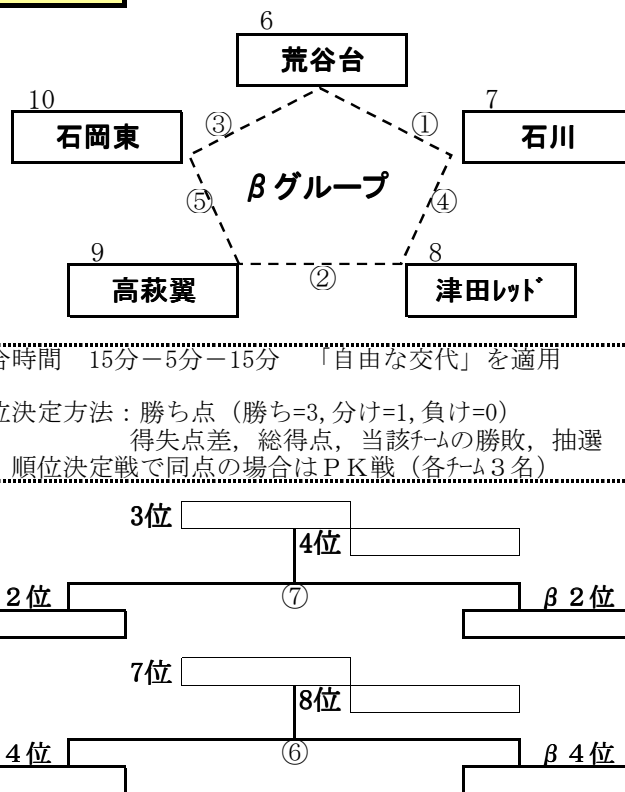 6
荒谷台
10
7
石岡東
③
①
石川
βグループ
⑤
④
9
8
②
高萩翼
津田ﾚｯﾄﾞ
合時間　15分－5分－15分　「自由な交代」を適用
位決定方法：勝ち点（勝ち=3,分け=1,負け=0）
得失点差，総得点，当該ﾁｰﾑの勝敗，抽選
順位決定戦で同点の場合はＰＫ戦（各ﾁｰﾑ３名）
3位
4位
２位
⑦
β２位
7位
8位
４位
⑥
β４位